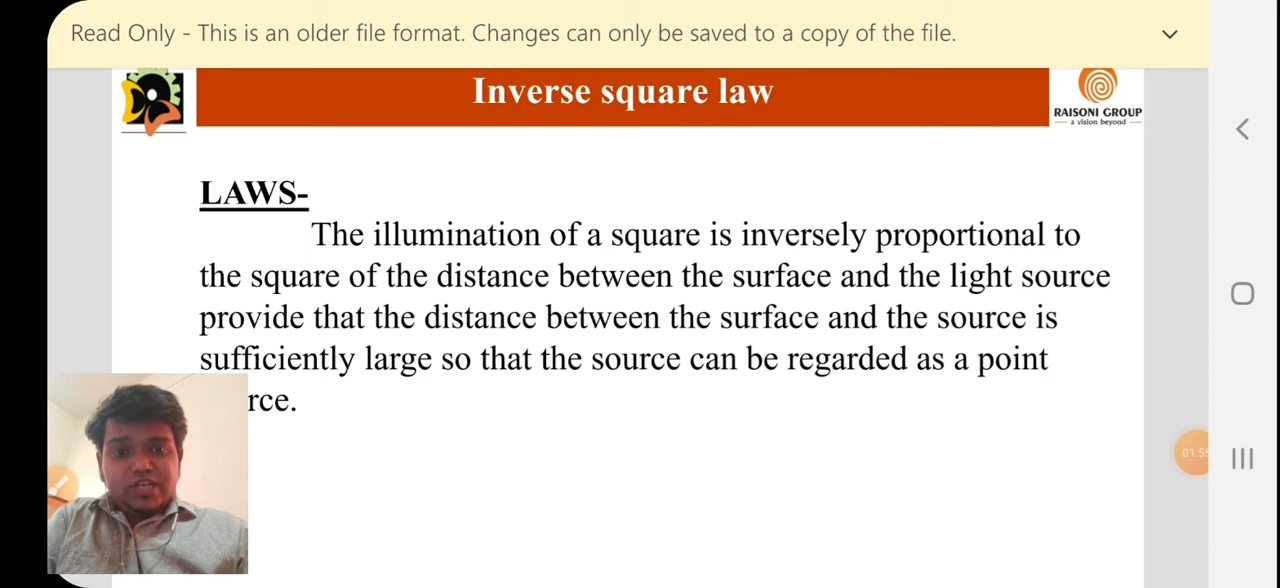 Read Only - This is an older file format. Changes can only be saved to a copy of the file.
Inverse square law
RAISONI GROUP
a vision beyond
LAWS-
The illumination of a square is inversely proportional to
the square of the distance between the surface and the light source
provide that the distance between the surface and the source is
sufficiently large so that the source can be regarded as a point
rce.
01:55